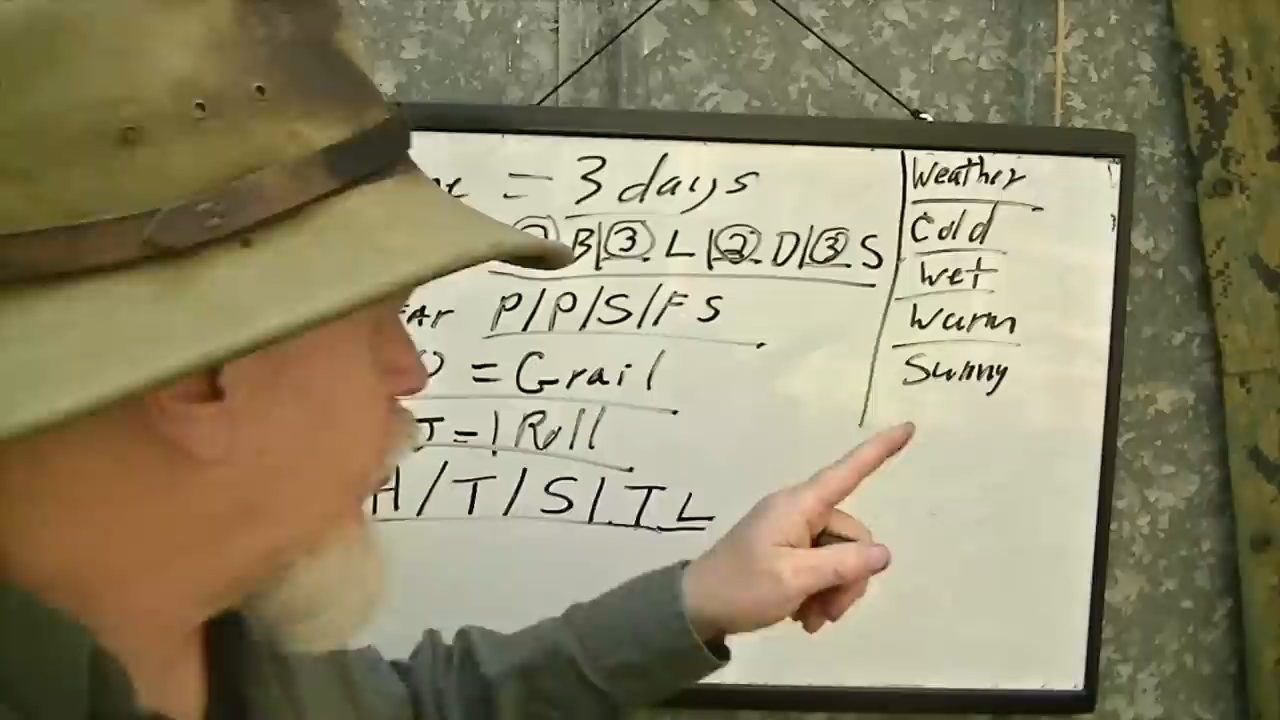 = 3 days
B|③ L|② D|③ S
P/P/S/FS
= Grail
= 1 Roll
H/T/S/TL
Weather
Cold
Wet
Warm
Sunny